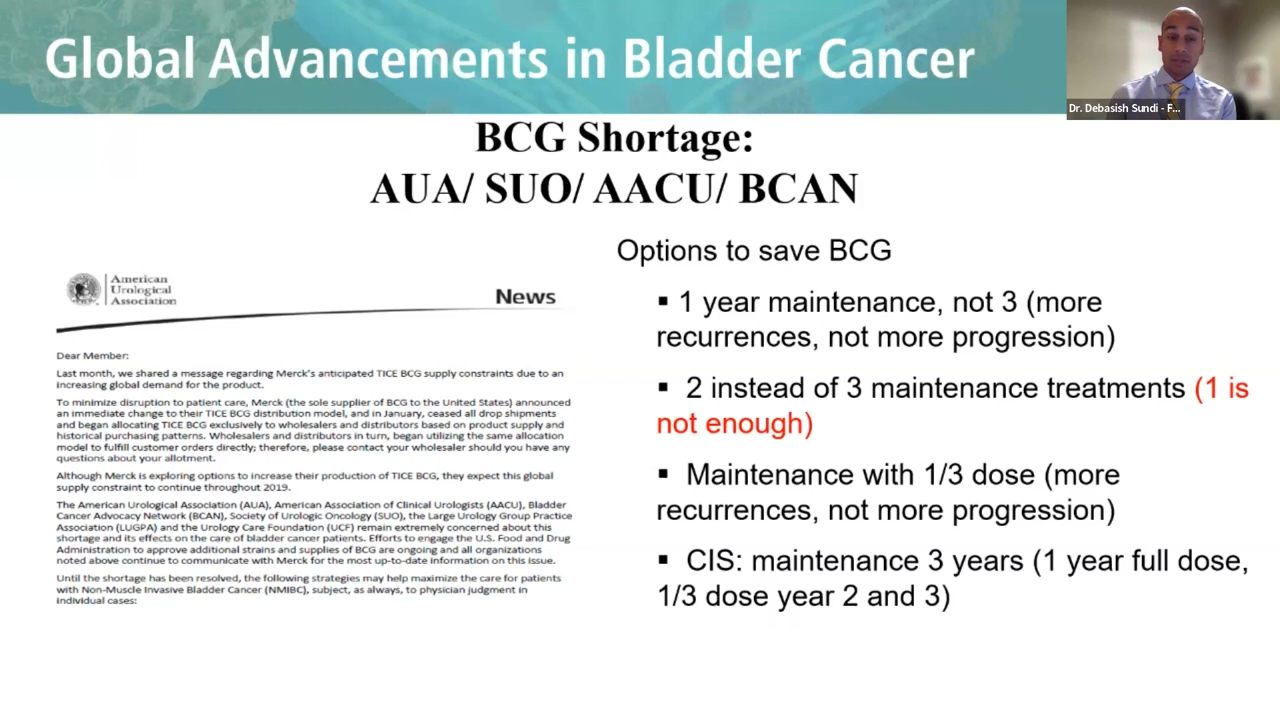 Global Advancements in Bladder Cancer
Dr. Debasish Sundi - F...
BCG Shortage:
AUA/ SUO/ AACU/ BCAN
American
Urological
Association
News
Dear Member:
Last month, we shared a message regarding Merck's anticipated TICE BCG supply constraints due to an
increasing global demand for the product.
To minimize disruption to patient care, Merck (the sole supplier of BCG to the United States) announced
an immediate change to their TICE BCG distribution model, and in January, ceased all drop shipments
and began allocating TICE BCG exclusively to wholesalers and distributors based on product supply and
historical purchasing patterns. Wholesalers and distributors in turn, began utilizing the same allocation
model to fulfill customer orders directly; therefore, please contact your wholesaler should you have any
questions about your allotment.
Although Merck is exploring options to increase their production of TICE BCG, they expect this global
supply constraint to continue throughout 2019.
The American Urological Association (AUA), American Association of Clinical Urologists (AACU), Bladder
Cancer Advocacy Network (BCAN), Society of Urologic Oncology (SUO), the Large Urology Group Practice
Association (LUGPA) and the Urology Care Foundation (UCF) remain extremely concerned about this
shortage and its effects on the care of bladder cancer patients. Efforts to engage the U.S. Food and Drug
Administration to approve additional strains and supplies of BCG are ongoing and all organizations
noted above continue to communicate with Merck for the most up-to-date information on this issue.
Until the shortage has been resolved, the following strategies may help maximize the care for patients
with Non-Muscle Invasive Bladder Cancer (NMIBC), subject, as always, to physician judgment in
individual cases:
Options to save BCG
▪ 1 year maintenance, not 3 (more
recurrences, not more progression)
▪ 2 instead of 3 maintenance treatments (1 is
not enough)
▪ Maintenance with 1/3 dose (more
recurrences, not more progression)
▪ CIS: maintenance 3 years (1 year full dose,
1/3 dose year 2 and 3)